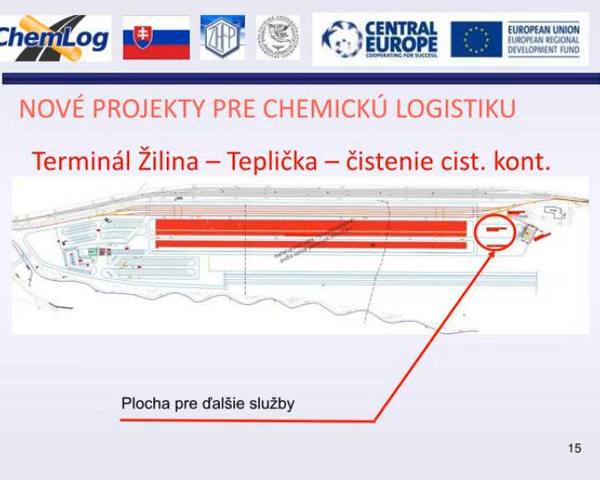 ChemLog
CENTRAL
EUROPE
COOPERATING FOR SUCCESS.
EUROPEAN UNION
EUROPEAN REGIONAL
DEVELOPMENT FUND
NOVÉ PROJEKTY PRE CHEMICKÚ LOGISTIKU
Terminál Žilina – Teplička – čistenie cist. kont.
Plocha pre ďalšie služby
15